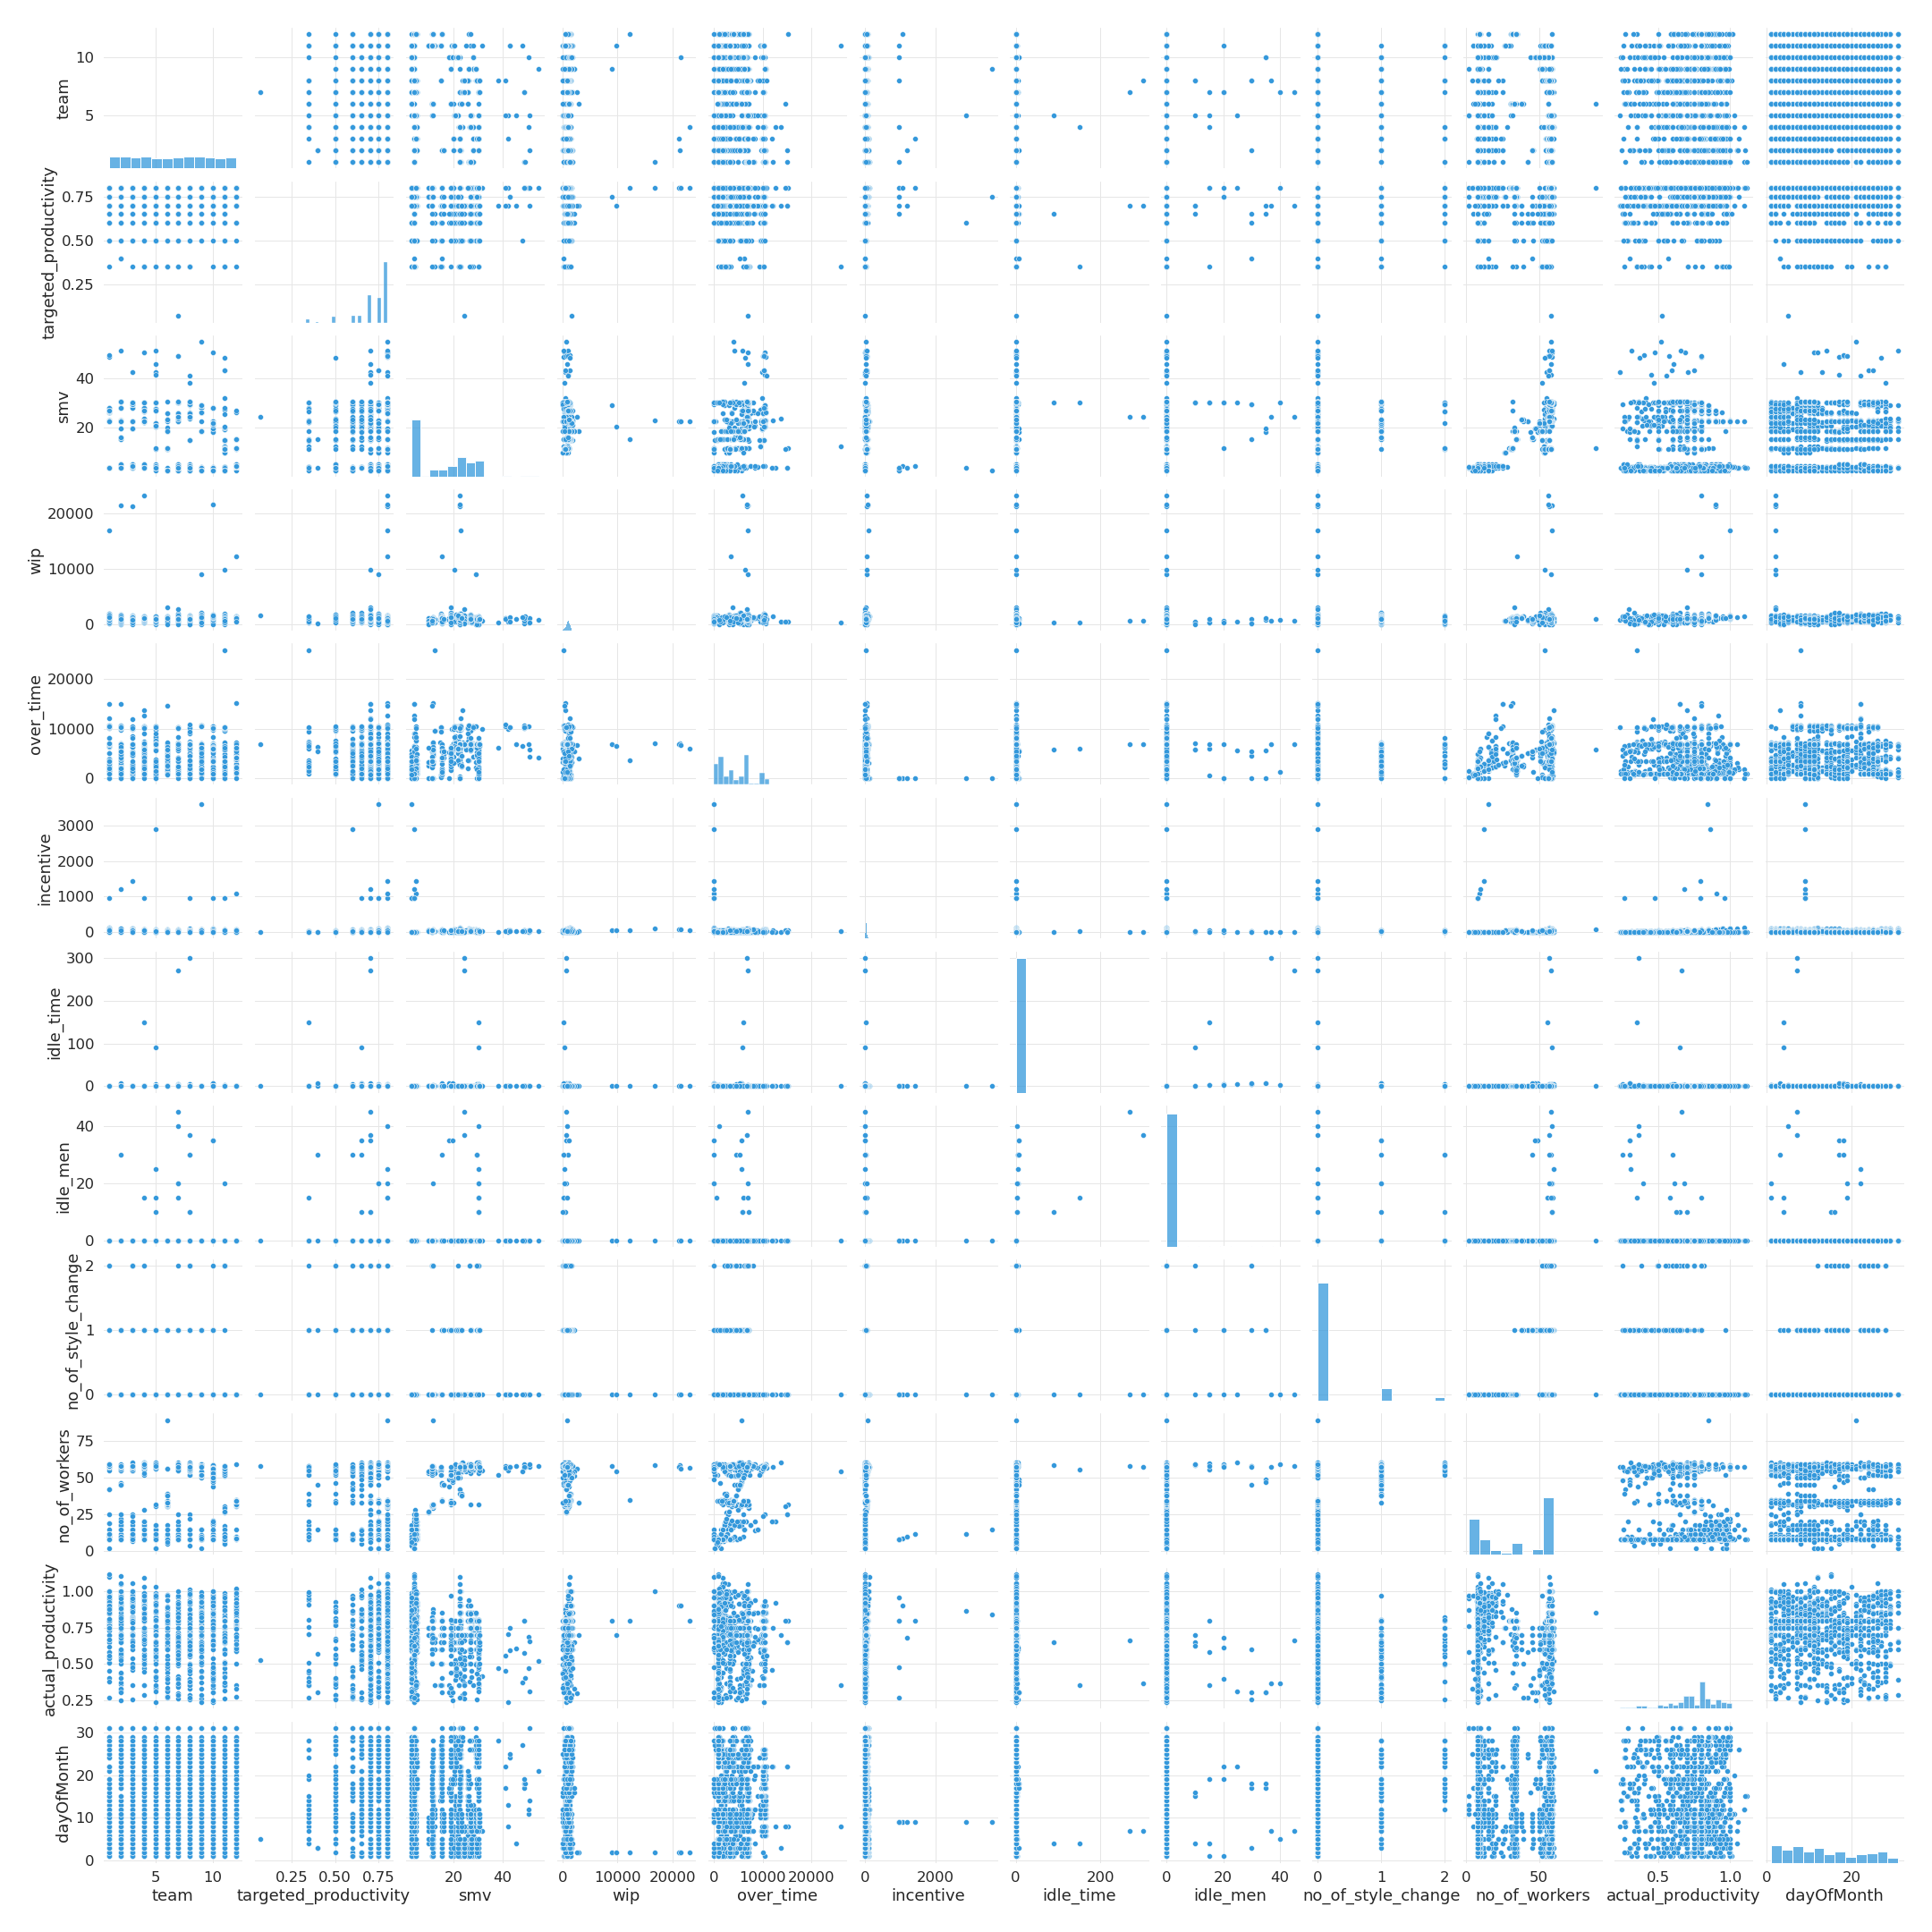 team
10
5
targeted_productivity
0.75
0.50
0.25
smv
40
20
wip
20000
10000
0
over_time
20000
10000
0
incentive
3000
2000
1000
0
idle_time
300
200
100
0
idle_men
40
20
0
no_of_style_change
2
1
0
no_of_workers
75
50
25
0
actual_productivity
1.00
0.75
0.50
0.25
dayOfMonth
30
20
10
0
5 10 0.25 0.50 0.75 20 40 0 10000 20000 0 10000 20000 0 2000 0 200 0 20 40 0 1 2 0 50 0.5 1.0 0 20
team targeted_productivity smv wip over_time incentive idle_time idle_men no_of_style_change no_of_workers actual_productivity dayOfMonth